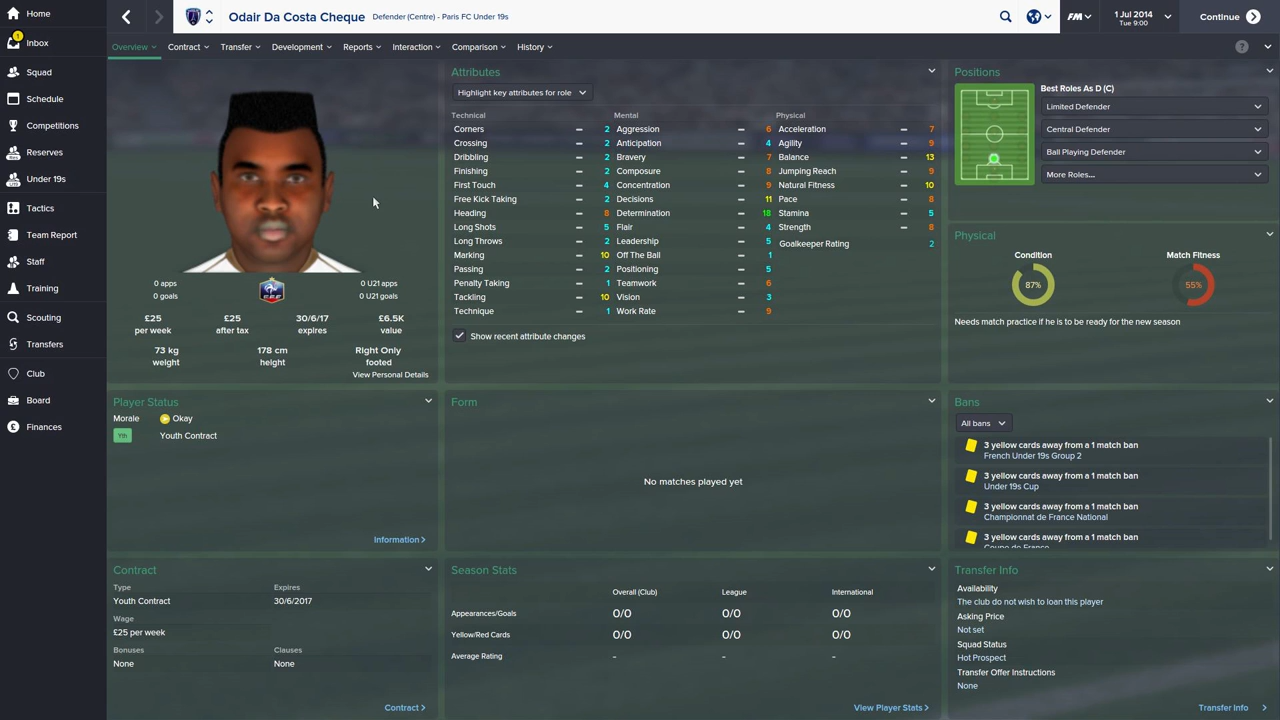 Home
Inbox
1
Squad
Schedule
Competitions
Reserves
Under 19s
Tactics
Team Report
Staff
Training
Scouting
Transfers
Club
Board
Finances
Odair Da Costa Cheque
Defender (Centre) - Paris FC Under 19s
FM
1 Jul 2014
Tue 9:00
Continue
Overview
Contract
Transfer
Development
Reports
Interaction
Comparison
History
?
0 apps
0 goals
F.F.F.
0 U21 apps
0 U21 goals
£25 per week
£25 after tax
30/6/17 expires
£6.5K value
73 kg weight
178 cm height
Right Only footed
View Personal Details
Attributes
Highlight key attributes for role
Technical
Corners 2
Crossing 2
Dribbling 2
Finishing 2
First Touch 4
Free Kick Taking 2
Heading 8
Long Shots 5
Long Throws 2
Marking 10
Passing 2
Penalty Taking 1
Tackling 10
Technique 1
Mental
Aggression 6
Anticipation 4
Bravery 7
Composure 8
Concentration 9
Decisions 11
Determination 18
Flair 4
Leadership 5
Off The Ball 1
Positioning 5
Teamwork 6
Vision 3
Work Rate 9
Physical
Acceleration 7
Agility 9
Balance 13
Jumping Reach 9
Natural Fitness 10
Pace 8
Stamina 5
Strength 8
Goalkeeper Rating 2
Show recent attribute changes
Positions
Best Roles As D (C)
Limited Defender
Central Defender
Ball Playing Defender
More Roles...
Physical
Condition
87%
Match Fitness
55%
Needs match practice if he is to be ready for the new season
Player Status
Morale Okay
Yth Youth Contract
Information >
Form
No matches played yet
Bans
All bans
3 yellow cards away from a 1 match ban
French Under 19s Group 2
3 yellow cards away from a 1 match ban
Under 19s Cup
3 yellow cards away from a 1 match ban
Championnat de France National
3 yellow cards away from a 1 match ban
Coupe de France
Contract
Type
Youth Contract
Expires
30/6/2017
Wage
£25 per week
Bonuses
None
Clauses
None
Contract >
Season Stats
Overall (Club) League International
Appearances/Goals 0/0 0/0 0/0
Yellow/Red Cards 0/0 0/0 0/0
Average Rating - - -
View Player Stats >
Transfer Info
Availability
The club do not wish to loan this player
Asking Price
Not set
Squad Status
Hot Prospect
Transfer Offer Instructions
None
Transfer Info >